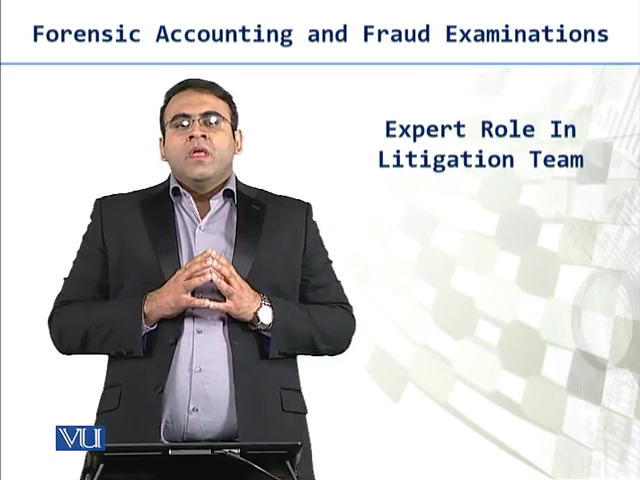 Forensic Accounting and Fraud Examinations
Expert Role In
Litigation Team
VU